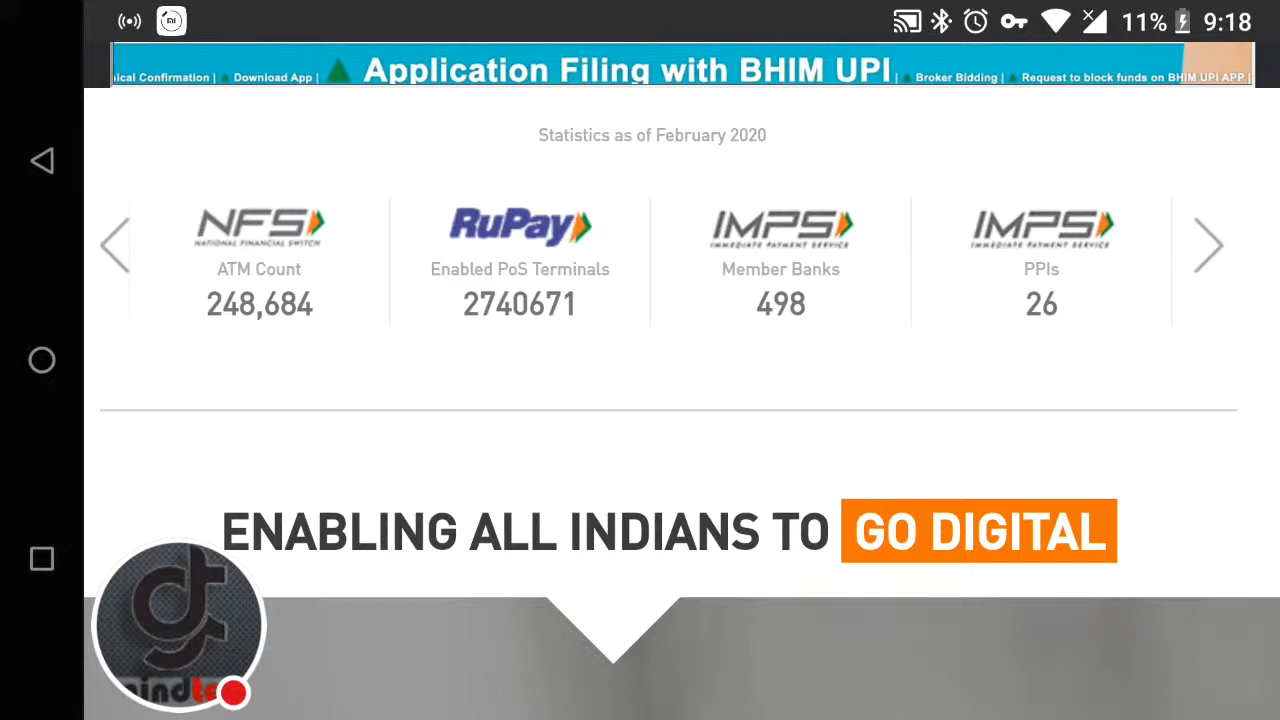 11% 9:18
ical Confirmation | Download App | Application Filing with BHIM UPI | Broker Bidding | Request to block funds on BHIM UPI APP |
Statistics as of February 2020
NFS RuPay IMPS IMPS
NATIONAL FINANCIAL SWITCH IMMEDIATE PAYMENT SERVICE IMMEDIATE PAYMENT SERVICE
ATM Count Enabled PoS Terminals Member Banks PPIs
248,684 2740671 498 26
ENABLING ALL INDIANS TO GO DIGITAL